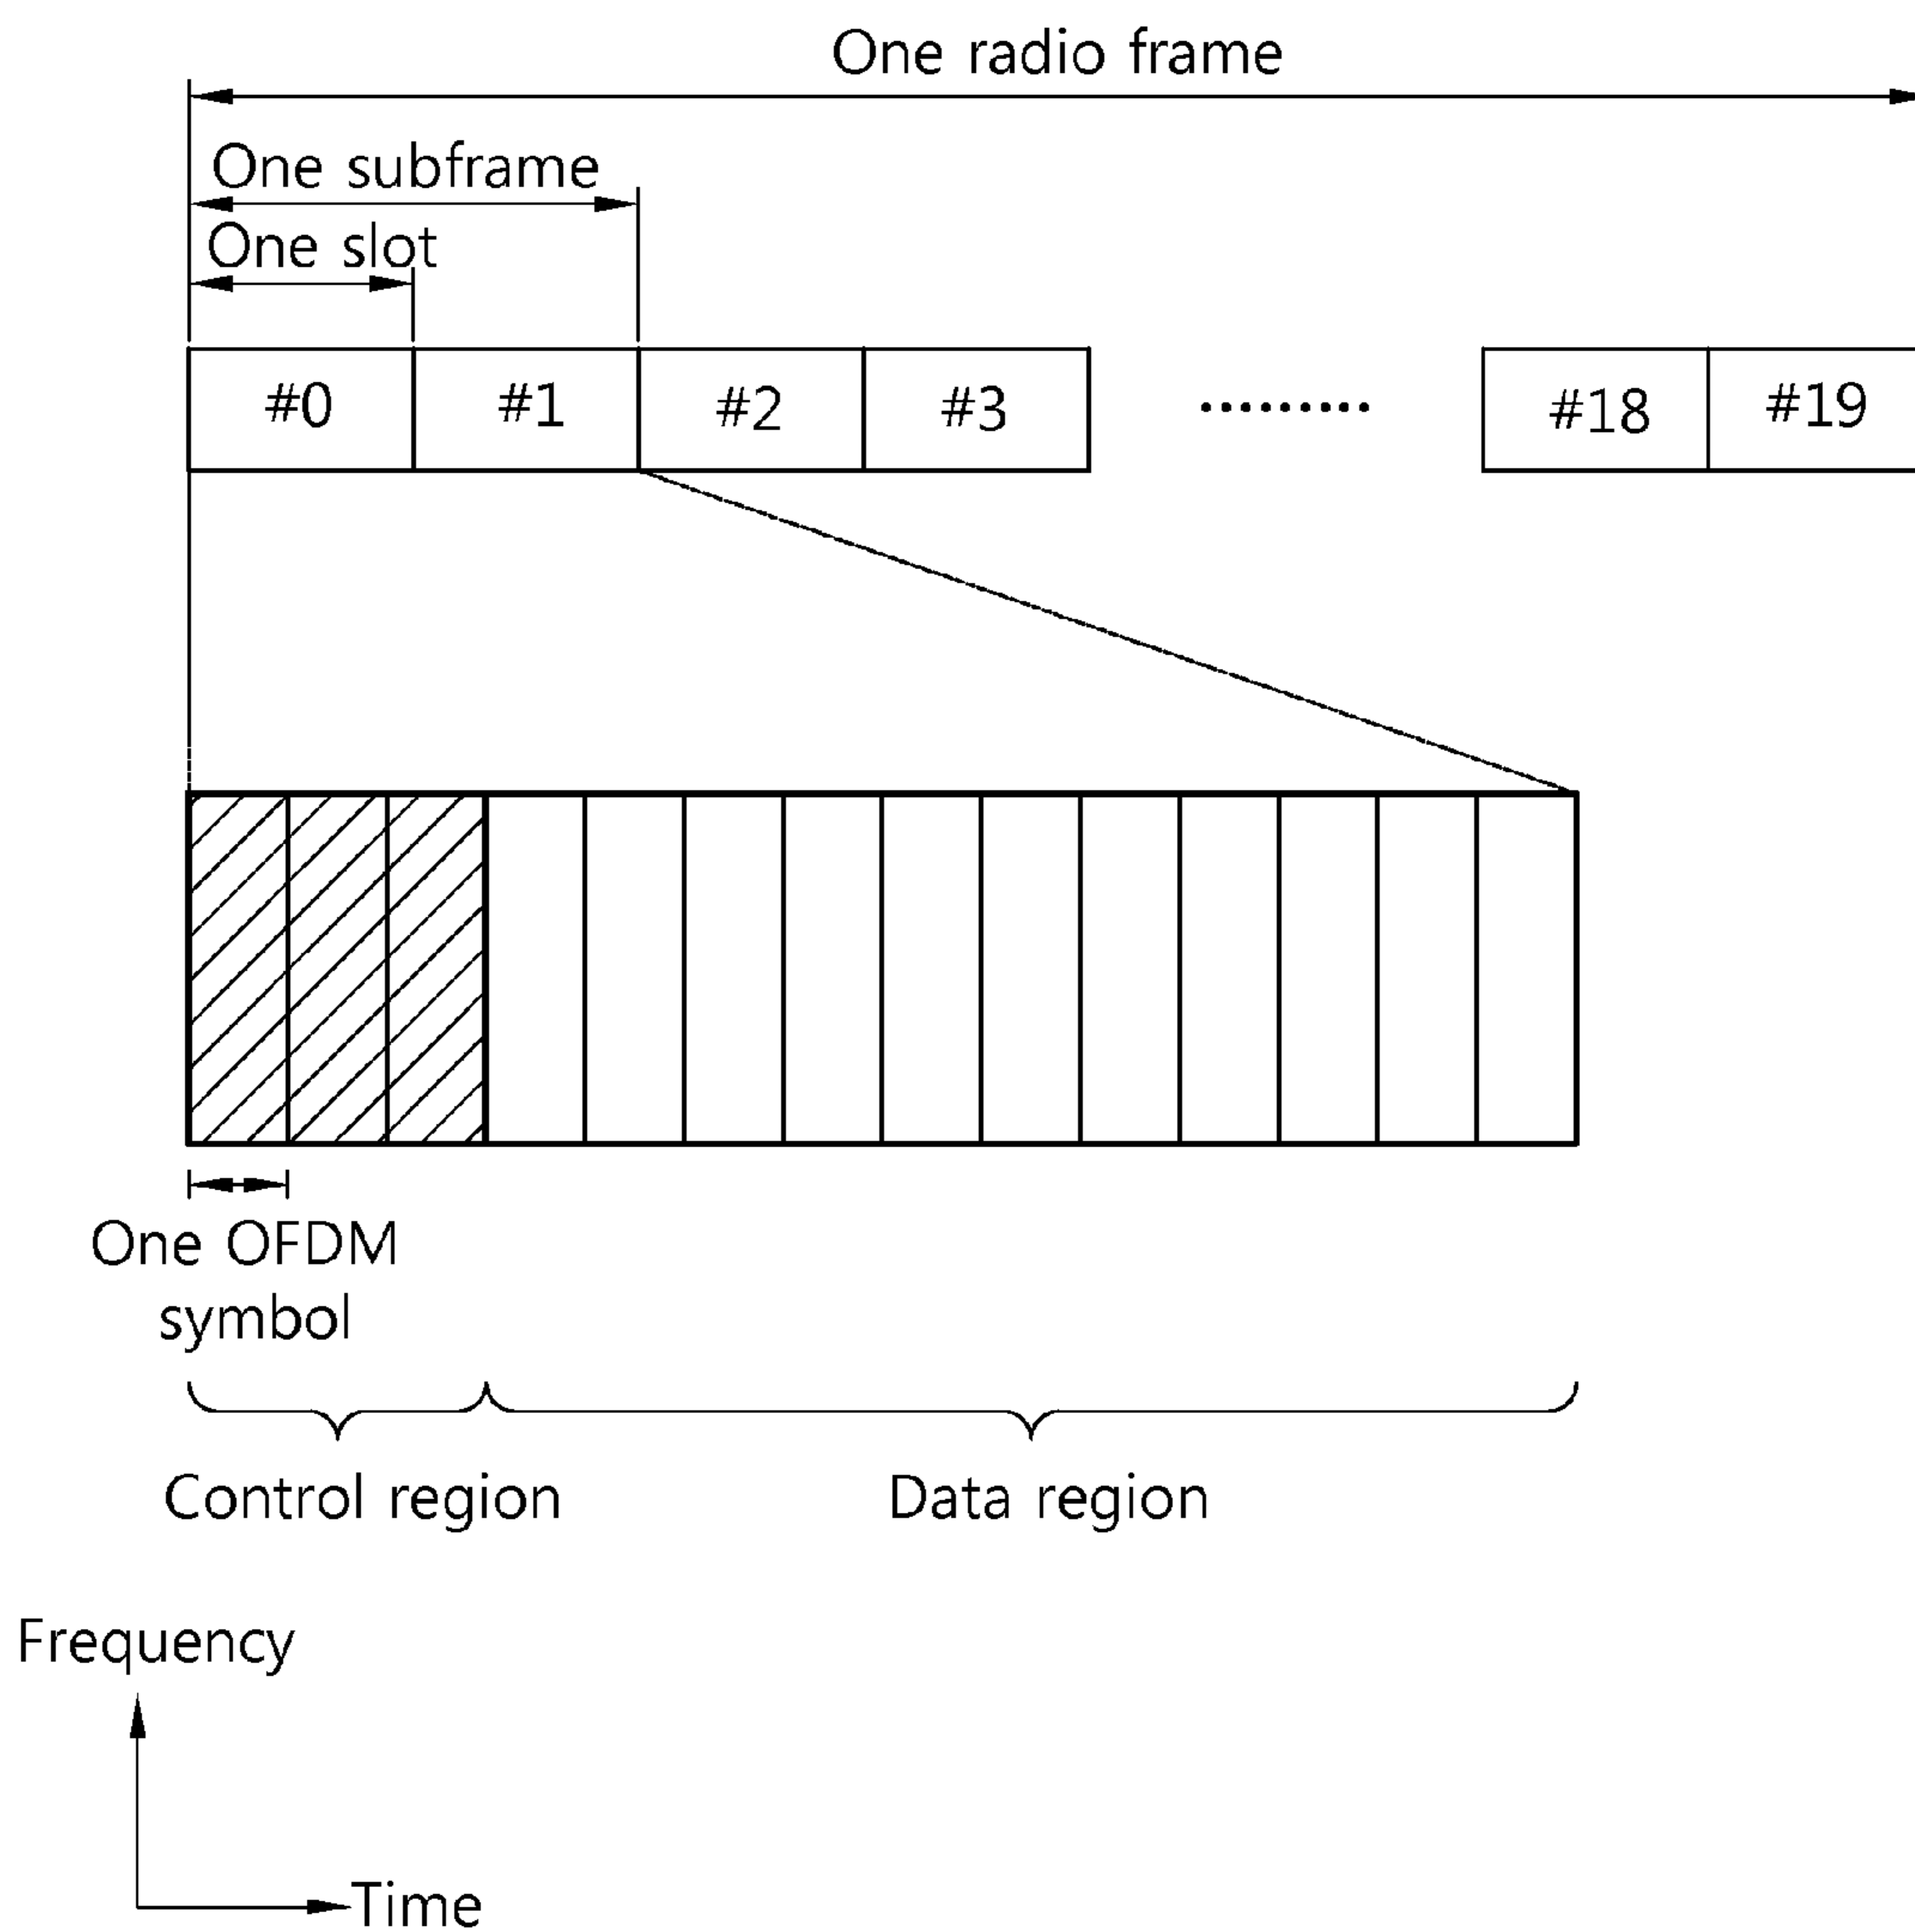 One radio frame
One subframe
One slot
#0 #1 #2 #3 ········· #18 #19
One OFDM
symbol
Control region Data region
Frequency
Time